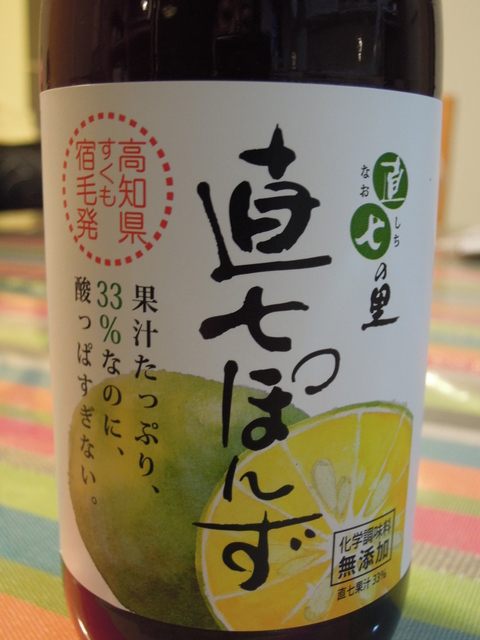 直七の里
なおしち
直七
っぽんず
高知県
すくも
宿毛発
果汁たっぷり、
33%なのに、
酸っぱすぎない。
化学調味料
無添加
直七果汁33%